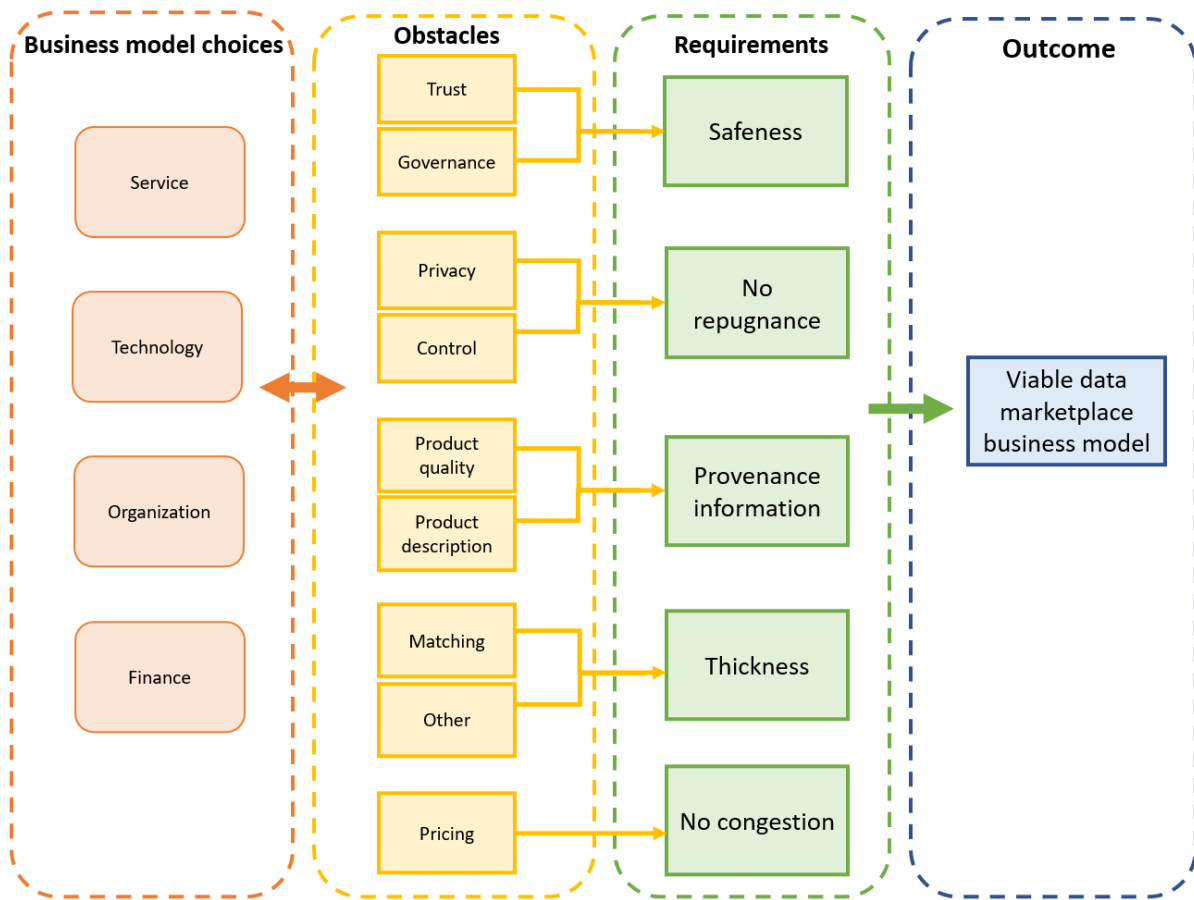 Business model choices
Service
Technology
Organization
Finance
Obstacles
Trust
Governance
Privacy
Control
Product
quality
Product
description
Matching
Other
Pricing
Requirements
Safeness
No
repugnance
Provenance
information
Thickness
No congestion
Outcome
Viable data
marketplace
business model